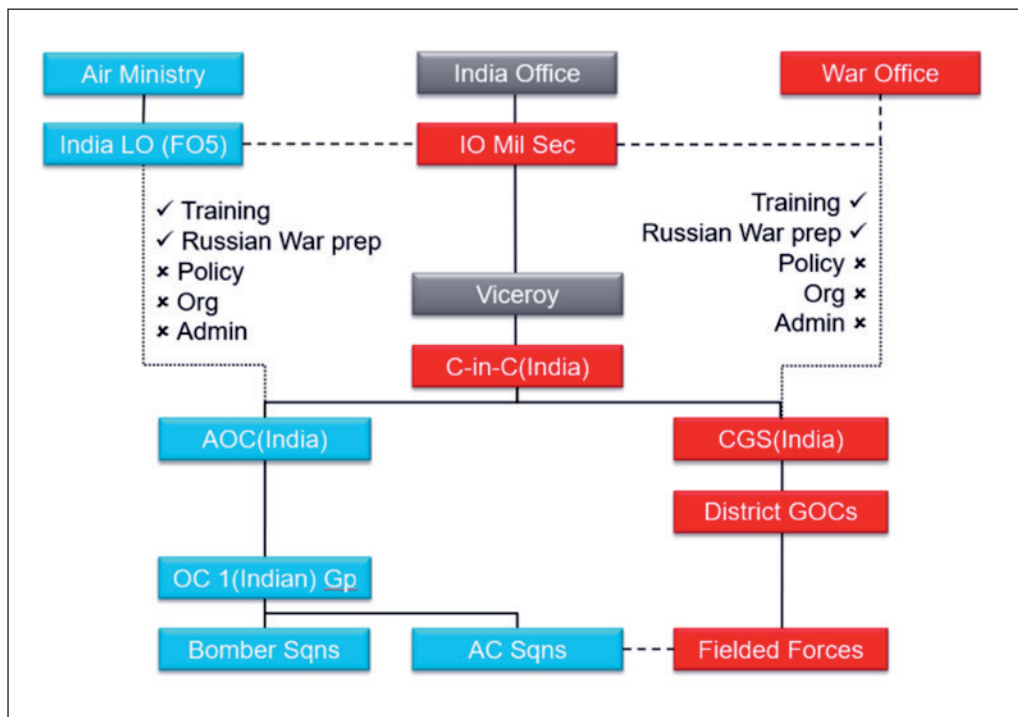 Air Ministry
India Office
War Office
India LO (FO5)
IO Mil Sec
✓ Training
✓ Russian War prep
✗ Policy
✗ Org
✗ Admin
Training ✓
Russian War prep ✓
Policy ✗
Org ✗
Admin ✗
Viceroy
C-in-C(India)
AOC(India)
CGS(India)
District GOCs
OC 1(Indian) Gp
Bomber Sqns
AC Sqns
Fielded Forces